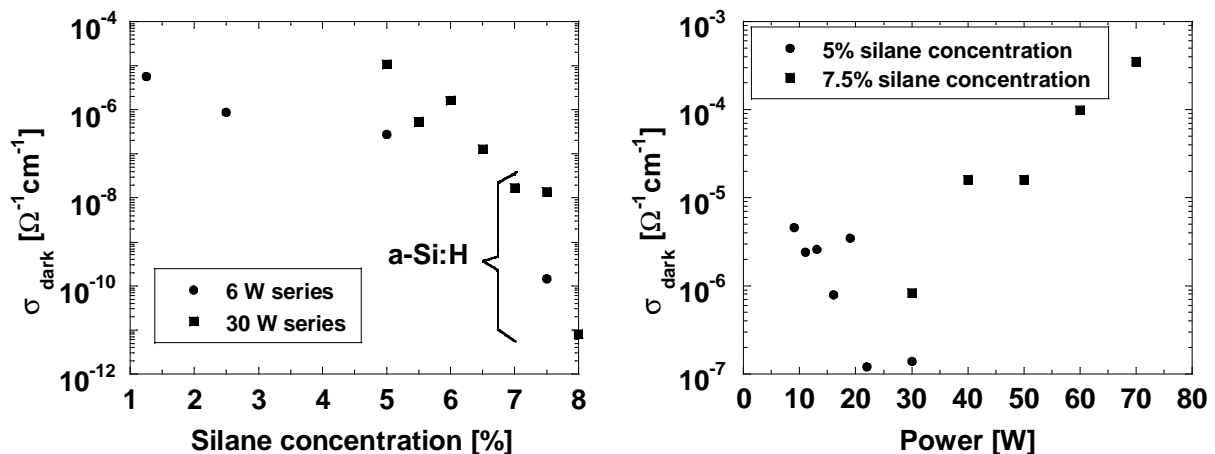 10^-4
10^-6
10^-8
10^-10
10^-12
σ_dark [Ω^-1cm^-1]
a-Si:H
6 W series
30 W series
1 2 3 4 5 6 7 8
Silane concentration [%]
10^-3
10^-4
10^-5
10^-6
10^-7
σ_dark [Ω^-1cm^-1]
5% silane concentration
7.5% silane concentration
0 10 20 30 40 50 60 70 80
Power [W]